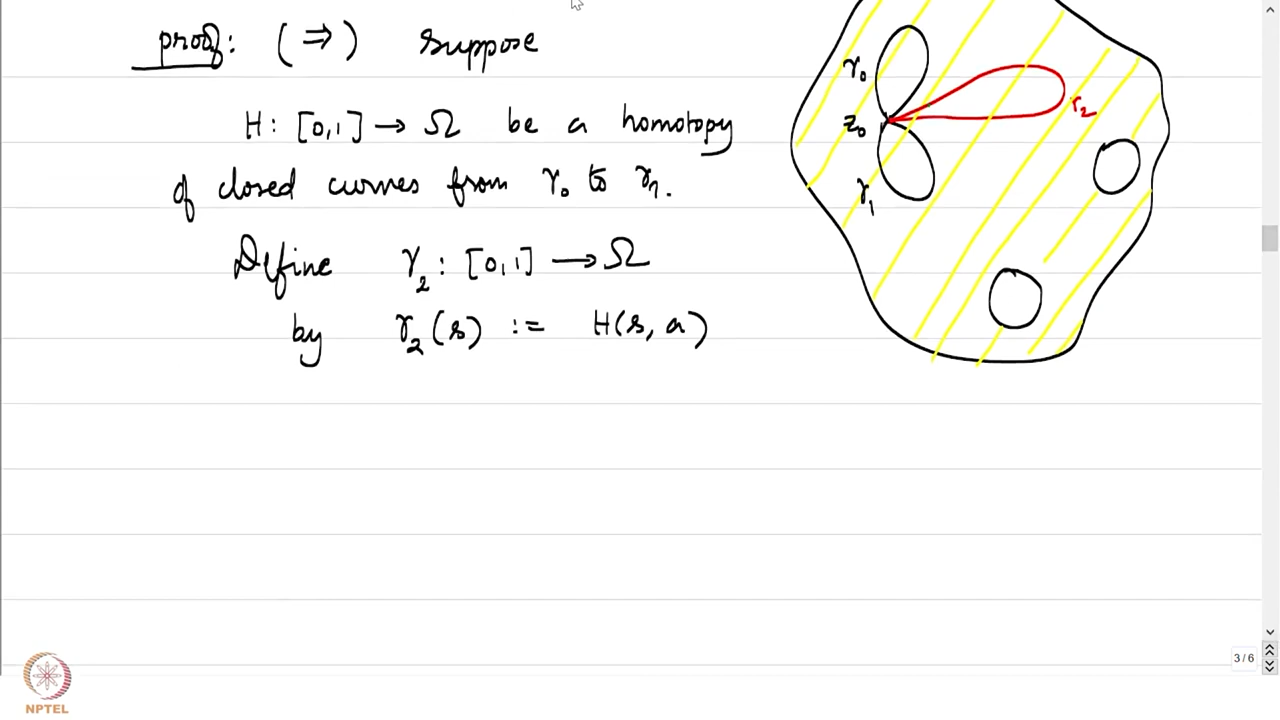 proof: (⇒) suppose
H: [0,1] → Ω be a homotopy
of closed curves from γ₀ to γ₁.
Define γ₂ : [0,1] → Ω
by γ₂(s) := H(s, a)
γ₀
z₀
γ₁
γ₂
3 / 6
NPTEL